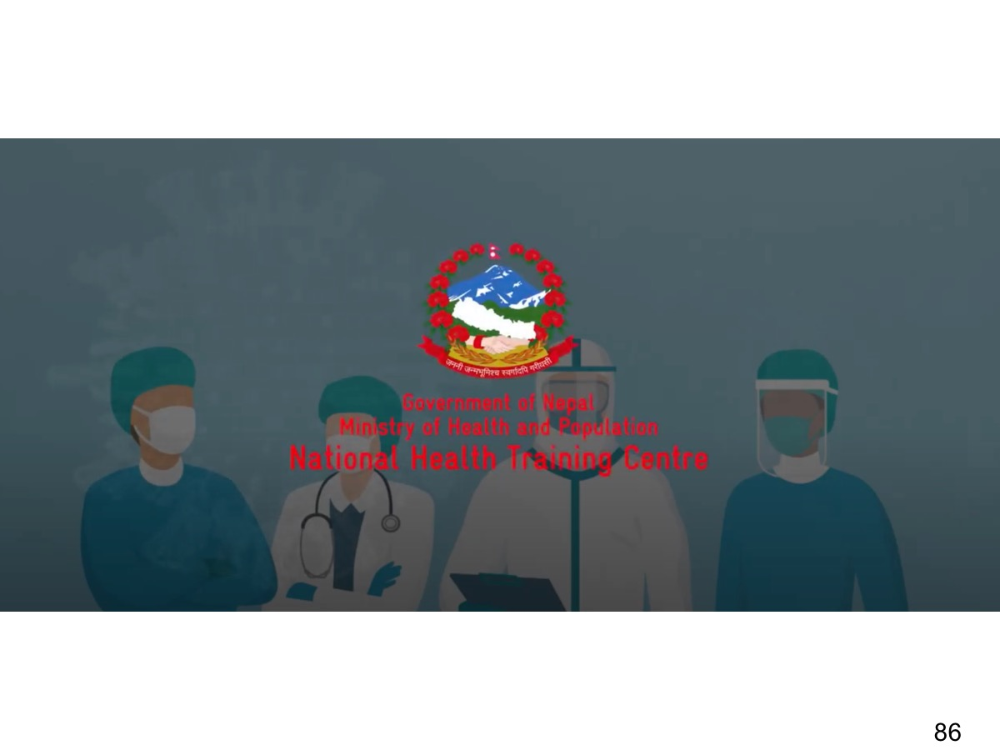 जननी जन्मभूमिश्च स्वर्गादपि गरीयसी
Government of Nepal
Ministry of Health and Population
National Health Training Centre
86